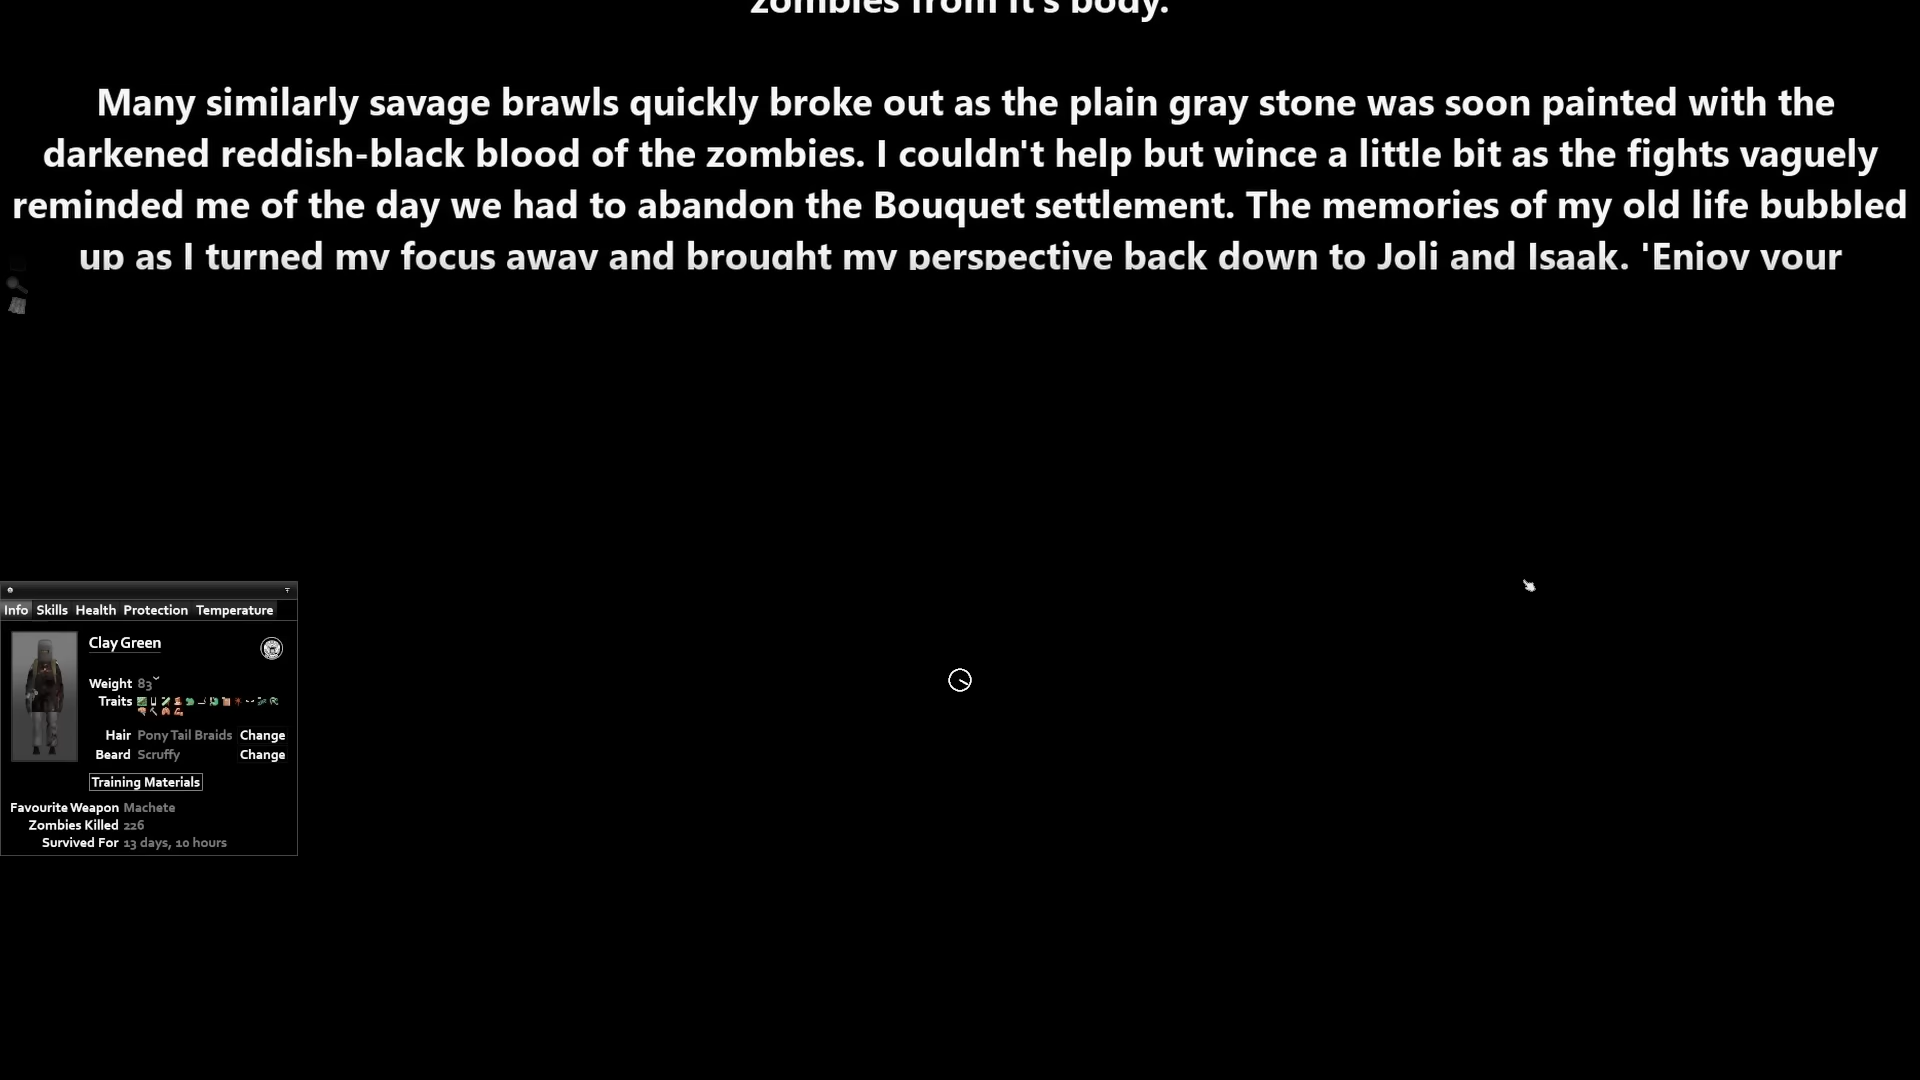 zombies from it's body.
Many similarly savage brawls quickly broke out as the plain gray stone was soon painted with the
darkened reddish-black blood of the zombies. I couldn't help but wince a little bit as the fights vaguely
reminded me of the day we had to abandon the Bouquet settlement. The memories of my old life bubbled
up as I turned my focus away and brought my perspective back down to Joli and Isaak. 'Enjoy your
Info Skills Health Protection Temperature
Clay Green
Weight 83
Traits
Hair Pony Tail Braids Change
Beard Scruffy Change
Training Materials
Favourite Weapon Machete
Zombies Killed 226
Survived For 13 days, 10 hours